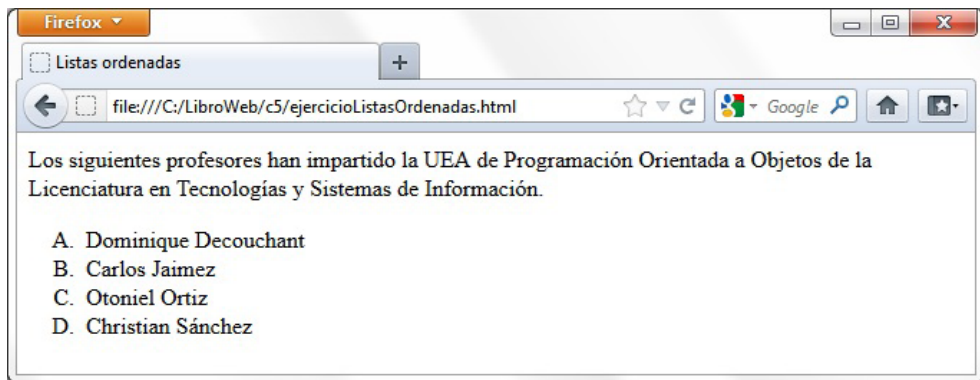 Firefox
Listas ordenadas
file:///C:/LibroWeb/c5/ejercicioListasOrdenadas.html
Google
Los siguientes profesores han impartido la UEA de Programación Orientada a Objetos de la
Licenciatura en Tecnologías y Sistemas de Información.
A. Dominique Decouchant
B. Carlos Jaimez
C. Otoniel Ortiz
D. Christian Sánchez